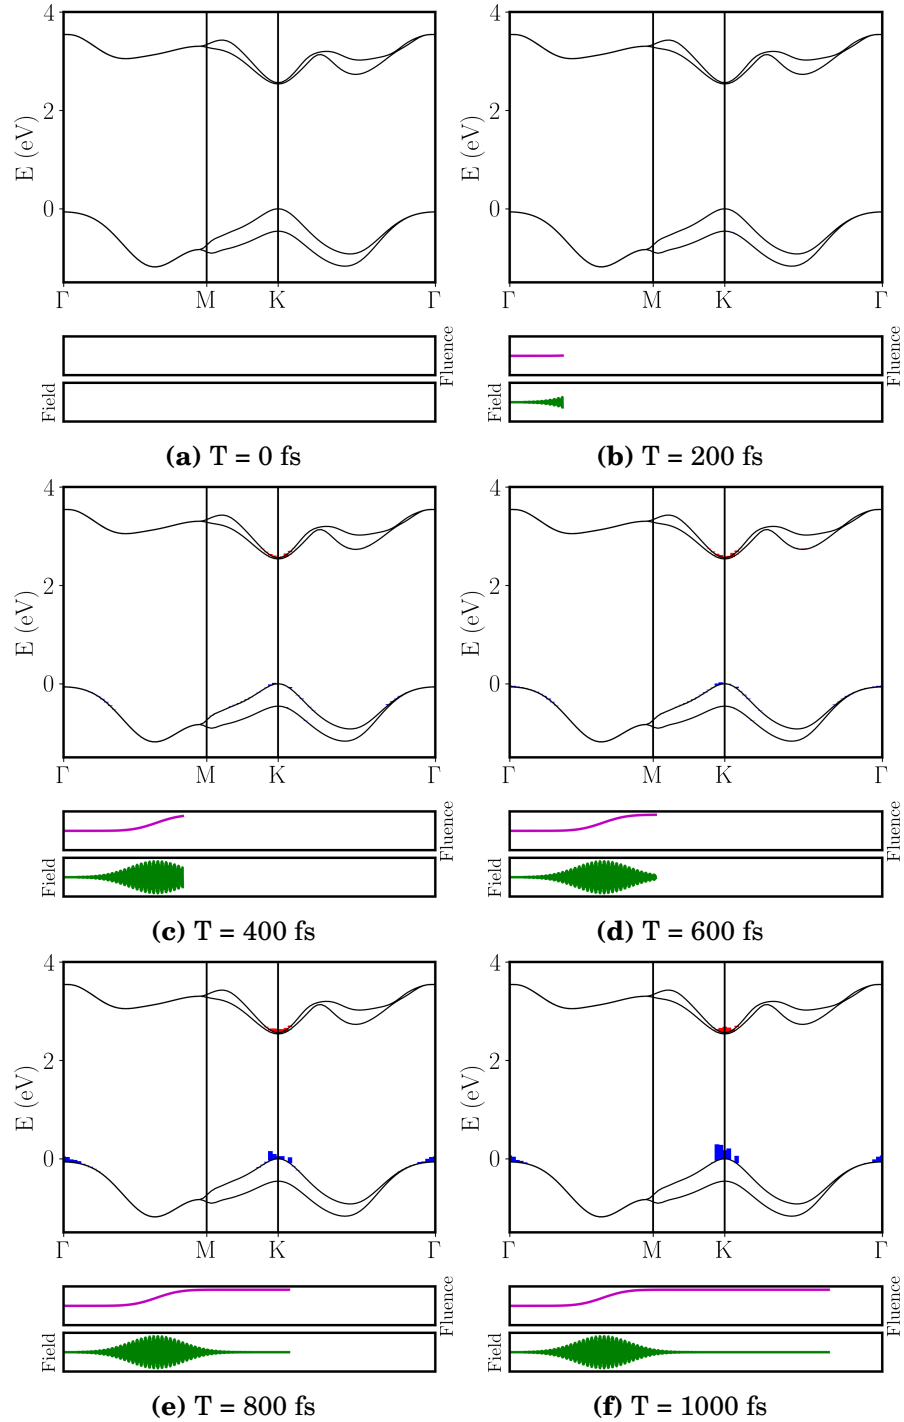 4
2
0
E (eV)
Γ M K Γ
Fluence
Field
(a) T = 0 fs
4
2
0
E (eV)
Γ M K Γ
Fluence
Field
(b) T = 200 fs
4
2
0
E (eV)
Γ M K Γ
Fluence
Field
(c) T = 400 fs
4
2
0
E (eV)
Γ M K Γ
Fluence
Field
(d) T = 600 fs
4
2
0
E (eV)
Γ M K Γ
Fluence
Field
(e) T = 800 fs
4
2
0
E (eV)
Γ M K Γ
Fluence
Field
(f) T = 1000 fs